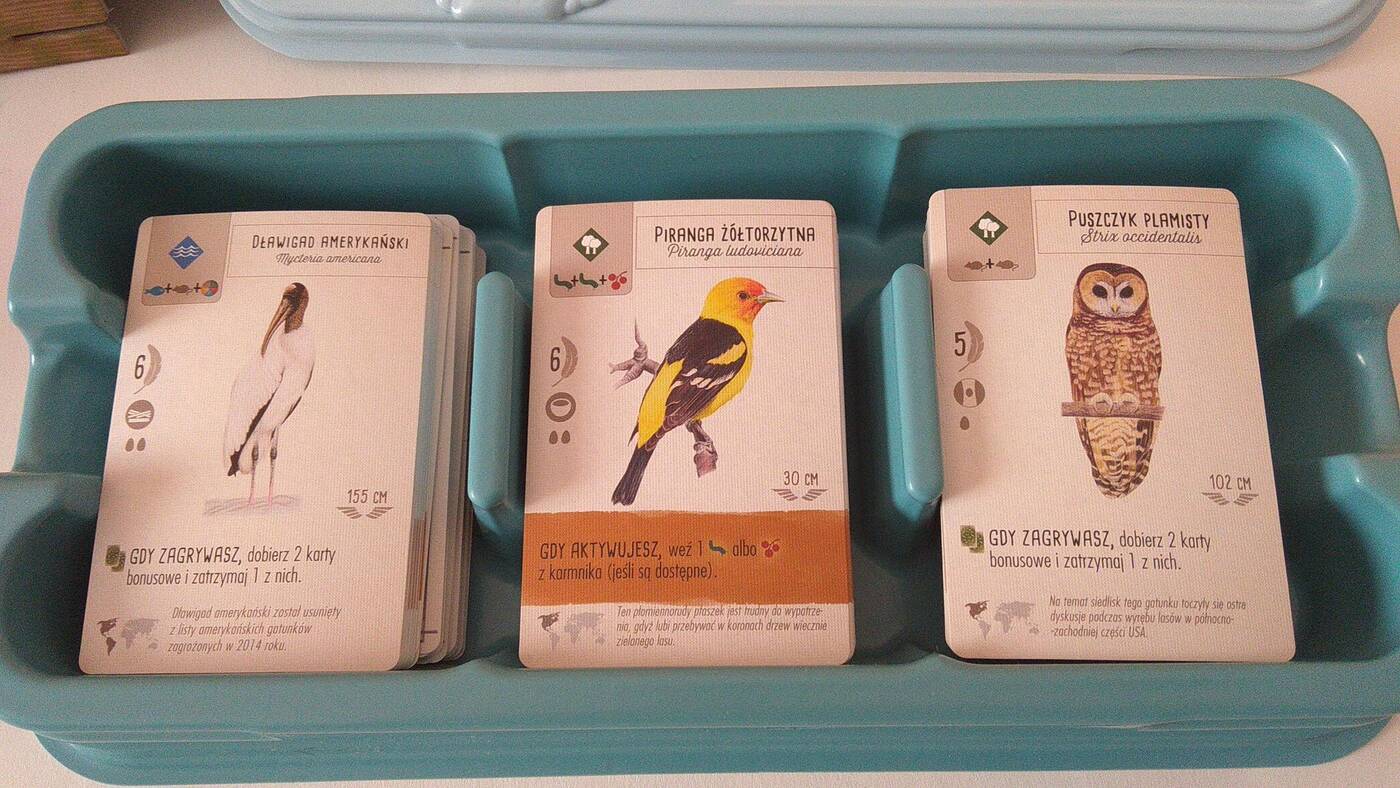 DŁAWIGAD AMERYKAŃSKI
Mycteria americana
6
155 CM
GDY ZAGRYWASZ, dobierz 2 karty
bonusowe i zatrzymaj 1 z nich.
Dławigad amerykański został usunięty
z listy amerykańskich gatunków
zagrożonych w 2014 roku.
PIRANGA ŻÓŁTORZYTNA
Piranga ludoviciana
6
30 CM
GDY AKTYWUJESZ, weź 1 albo
z karmnika (jeśli są dostępne).
Ten płomiennorudy ptaszek jest trudny do wypatrze-
nia, gdyż lubi przebywać w koronach drzew wiecznie
zielonego lasu.
PUSZCZYK PLAMISTY
Strix occidentalis
5
102 CM
GDY ZAGRYWASZ, dobierz 2 karty
bonusowe i zatrzymaj 1 z nich.
Na temat siedlisk tego gatunku toczyły się ostre
dyskusje podczas wyrębu lasów w północno-
-zachodniej części USA.